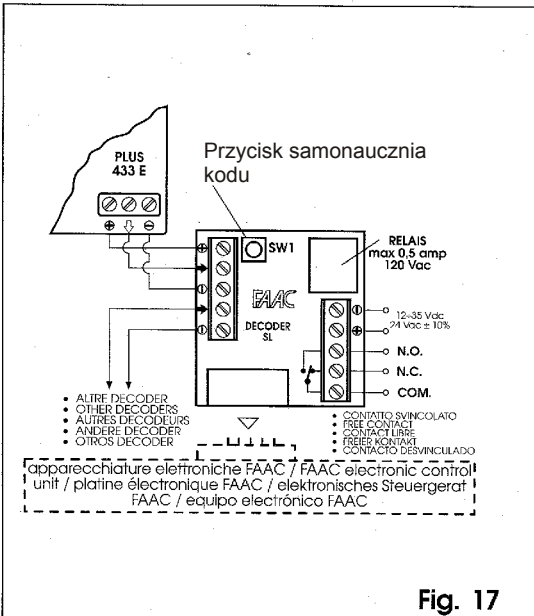 PLUS
433 E
Przycisk samonaucznia
kodu
SW1
RELAIS
max 0,5 amp
120 Vac
FAAC
DECODER
SL
12÷35 Vdc
24 Vac ± 10%
N.O.
N.C.
COM.
• ALTRE DECODER
• OTHER DECODERS
• AUTRES DECODEURS
• ANDERE DECODER
• OTROS DECODER
• CONTATTO SVINCOLATO
• FREE CONTACT
• CONTACT LIBRE
• FREIER KONTAKT
• CONTACTO DESVINCULADO
apparecchiature elettroniche FAAC / FAAC electronic control
unit / platine électronique FAAC / elektronisches Steuergerat
FAAC / equipo electrónico FAAC
Fig. 17